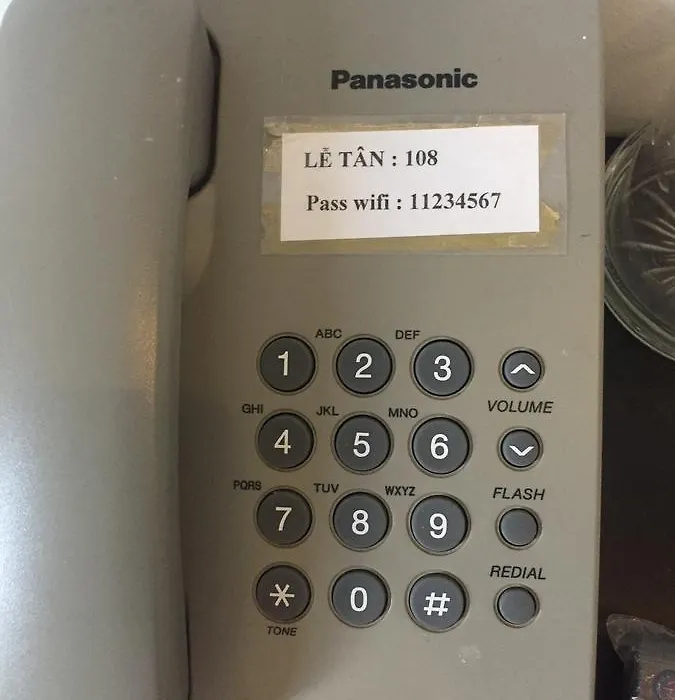 Panasonic
LỄ TÂN : 108
Pass wifi : 11234567
ABC DEF
1 2 3
VOLUME
GHI JKL MNO
4 5 6
PQRS TUV WXYZ FLASH
7 8 9
REDIAL
* 0 #
TONE